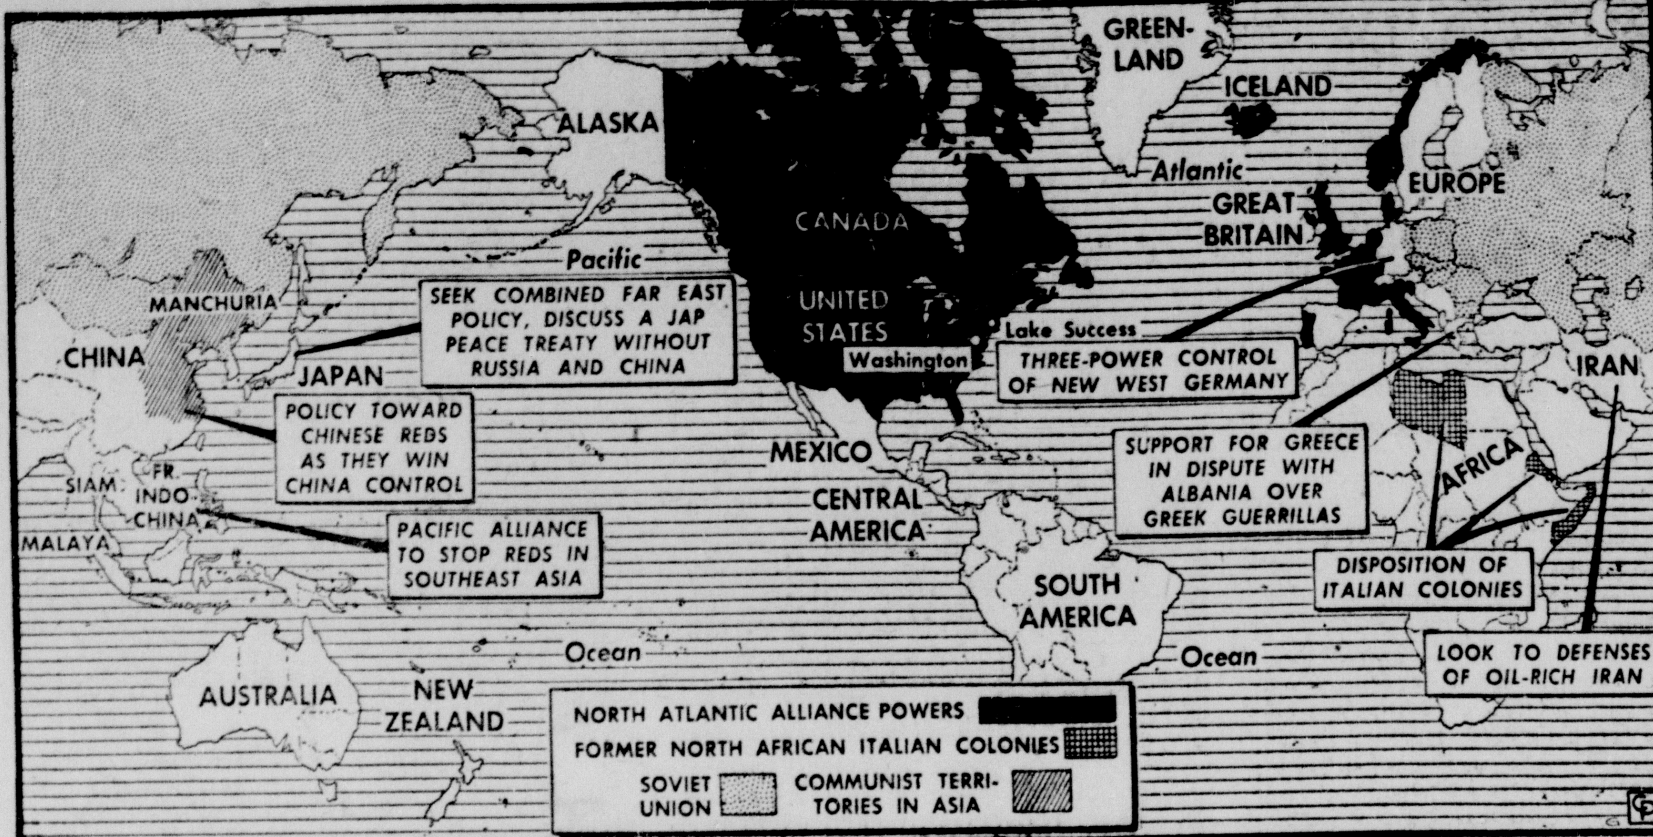 GREEN-
LAND
ICELAND
ALASKA
Atlantic
EUROPE
CANADA
GREAT
BRITAIN
Pacific
MANCHURIA
SEEK COMBINED FAR EAST
POLICY, DISCUSS A JAP
PEACE TREATY WITHOUT
RUSSIA AND CHINA
UNITED
STATES
Lake Success
Washington
THREE-POWER CONTROL
OF NEW WEST GERMANY
CHINA
JAPAN
IRAN
POLICY TOWARD
CHINESE REDS
AS THEY WIN
CHINA CONTROL
MEXICO
SUPPORT FOR GREECE
IN DISPUTE WITH
ALBANIA OVER
GREEK GUERRILLAS
AFRICA
SIAM
FR.
INDO-
CHINA
MALAYA
CENTRAL
AMERICA
PACIFIC ALLIANCE
TO STOP REDS IN
SOUTHEAST ASIA
DISPOSITION OF
ITALIAN COLONIES
SOUTH
AMERICA
Ocean
Ocean
LOOK TO DEFENSES
OF OIL-RICH IRAN
AUSTRALIA
NEW
ZEALAND
NORTH ATLANTIC ALLIANCE POWERS
FORMER NORTH AFRICAN ITALIAN COLONIES
SOVIET
UNION
COMMUNIST TERRI-
TORIES IN ASIA
CP